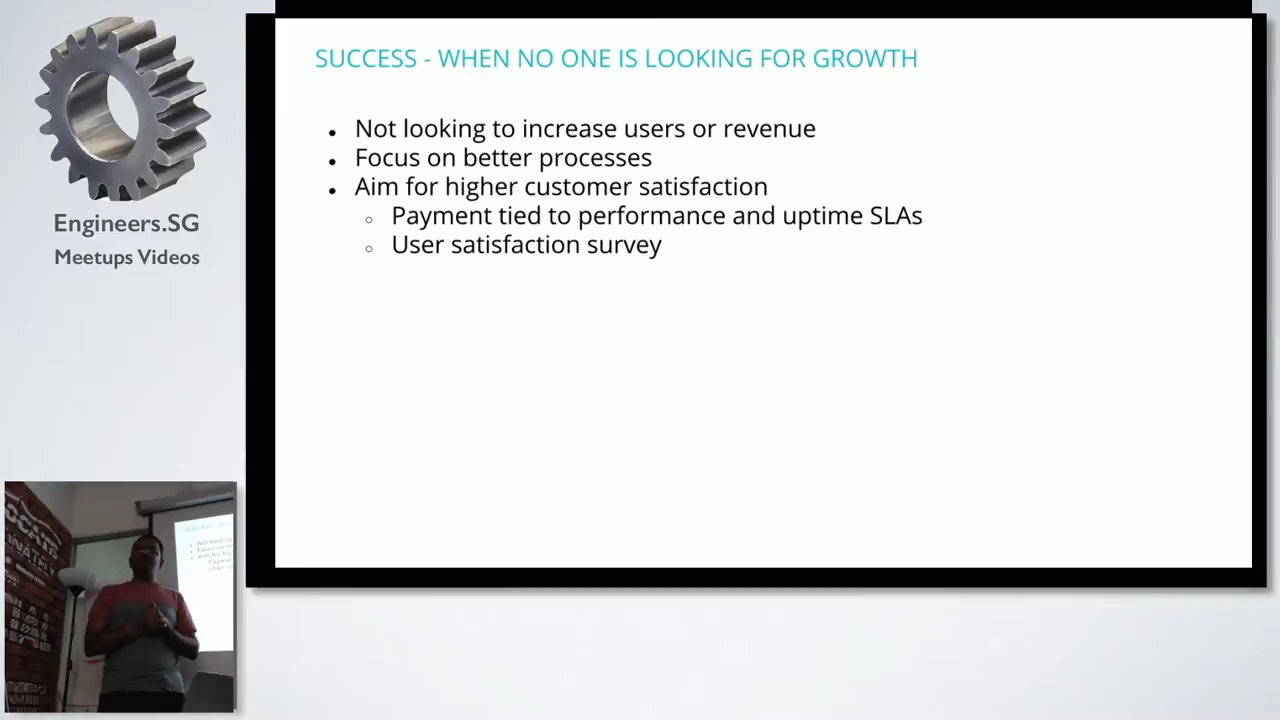 SUCCESS - WHEN NO ONE IS LOOKING FOR GROWTH
Not looking to increase users or revenue
Focus on better processes
Aim for higher customer satisfaction
Payment tied to performance and uptime SLAs
User satisfaction survey
Engineers.SG
Meetups Videos